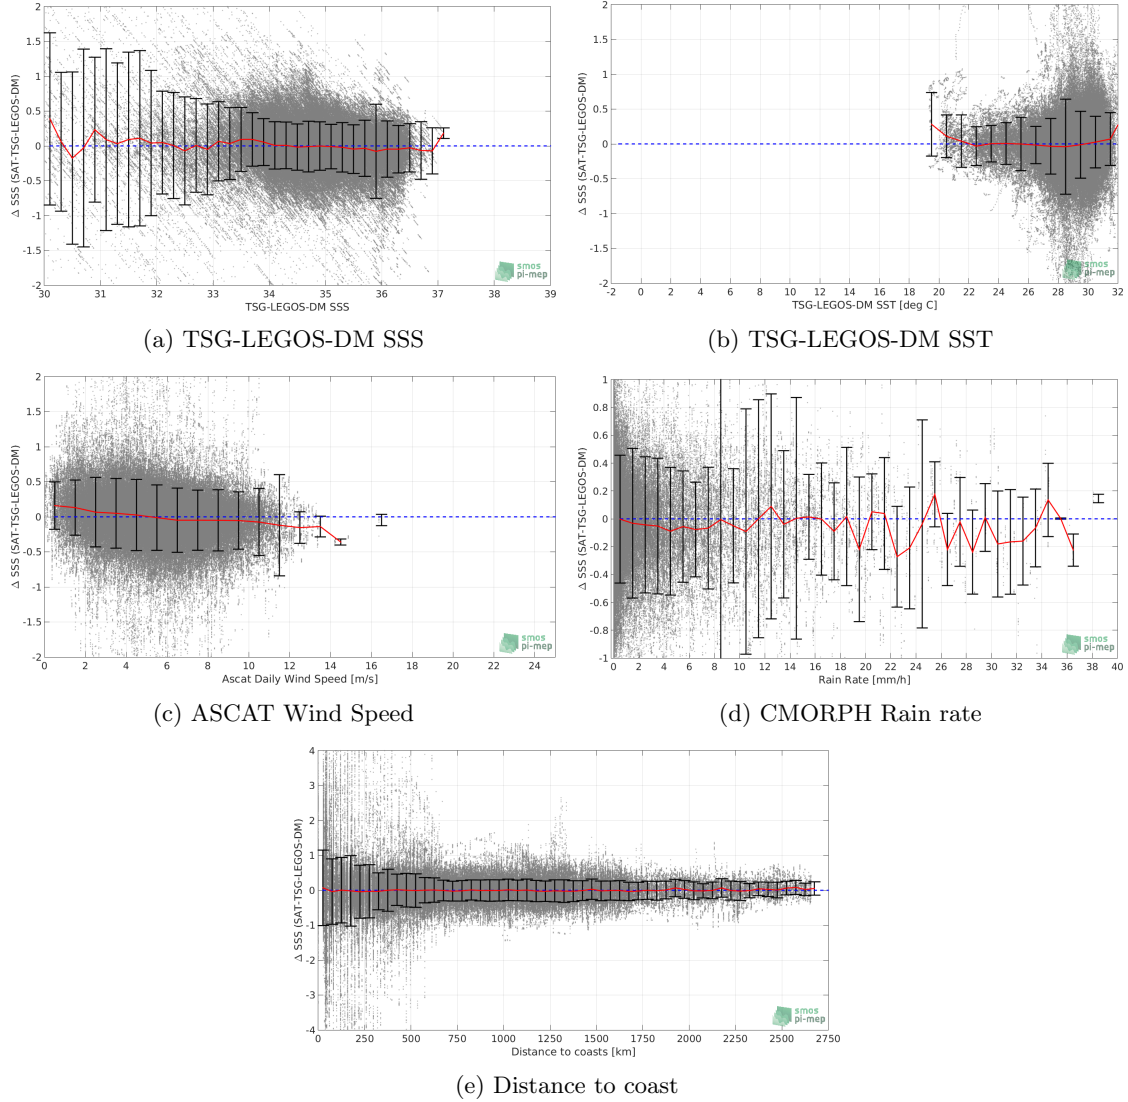 Δ SSS (SAT-TSG-LEGOS-DM)
2
1.5
1
0.5
0
-0.5
-1
-1.5
-2
30 31 32 33 34 35 36 37 38 39
TSG-LEGOS-DM SSS
smos
pi-mep
(a) TSG-LEGOS-DM SSS
Δ SSS (SAT-TSG-LEGOS-DM)
2
1.5
1
0.5
0
-0.5
-1
-1.5
-2
-2 0 2 4 6 8 10 12 14 16 18 20 22 24 26 28 30 32
TSG-LEGOS-DM SST [deg C]
smos
pi-mep
(b) TSG-LEGOS-DM SST
Δ SSS (SAT-TSG-LEGOS-DM)
2
1.5
1
0.5
0
-0.5
-1
-1.5
-2
0 2 4 6 8 10 12 14 16 18 20 22 24
Ascat Daily Wind Speed [m/s]
smos
pi-mep
(c) ASCAT Wind Speed
Δ SSS (SAT-TSG-LEGOS-DM)
1
0.8
0.6
0.4
0.2
0
-0.2
-0.4
-0.6
-0.8
-1
0 2 4 6 8 10 12 14 16 18 20 22 24 26 28 30 32 34 36 38 40
Rain Rate [mm/h]
smos
pi-mep
(d) CMORPH Rain rate
Δ SSS (SAT-TSG-LEGOS-DM)
4
3
2
1
0
-1
-2
-3
-4
0 250 500 750 1000 1250 1500 1750 2000 2250 2500 2750
Distance to coasts [km]
smos
pi-mep
(e) Distance to coast